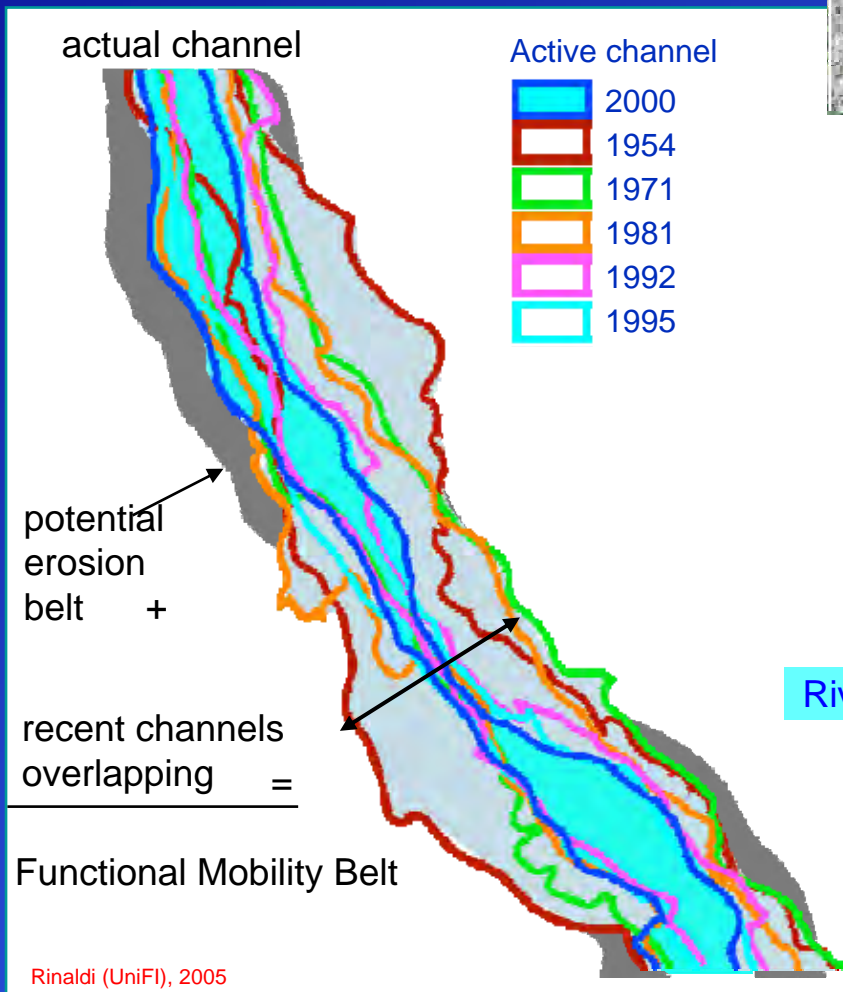 actual channel
Active channel
2000
1954
1971
1981
1992
1995
potential
erosion
belt +
recent channels
overlapping =
Functional Mobility Belt
Rinaldi (UniFI), 2005